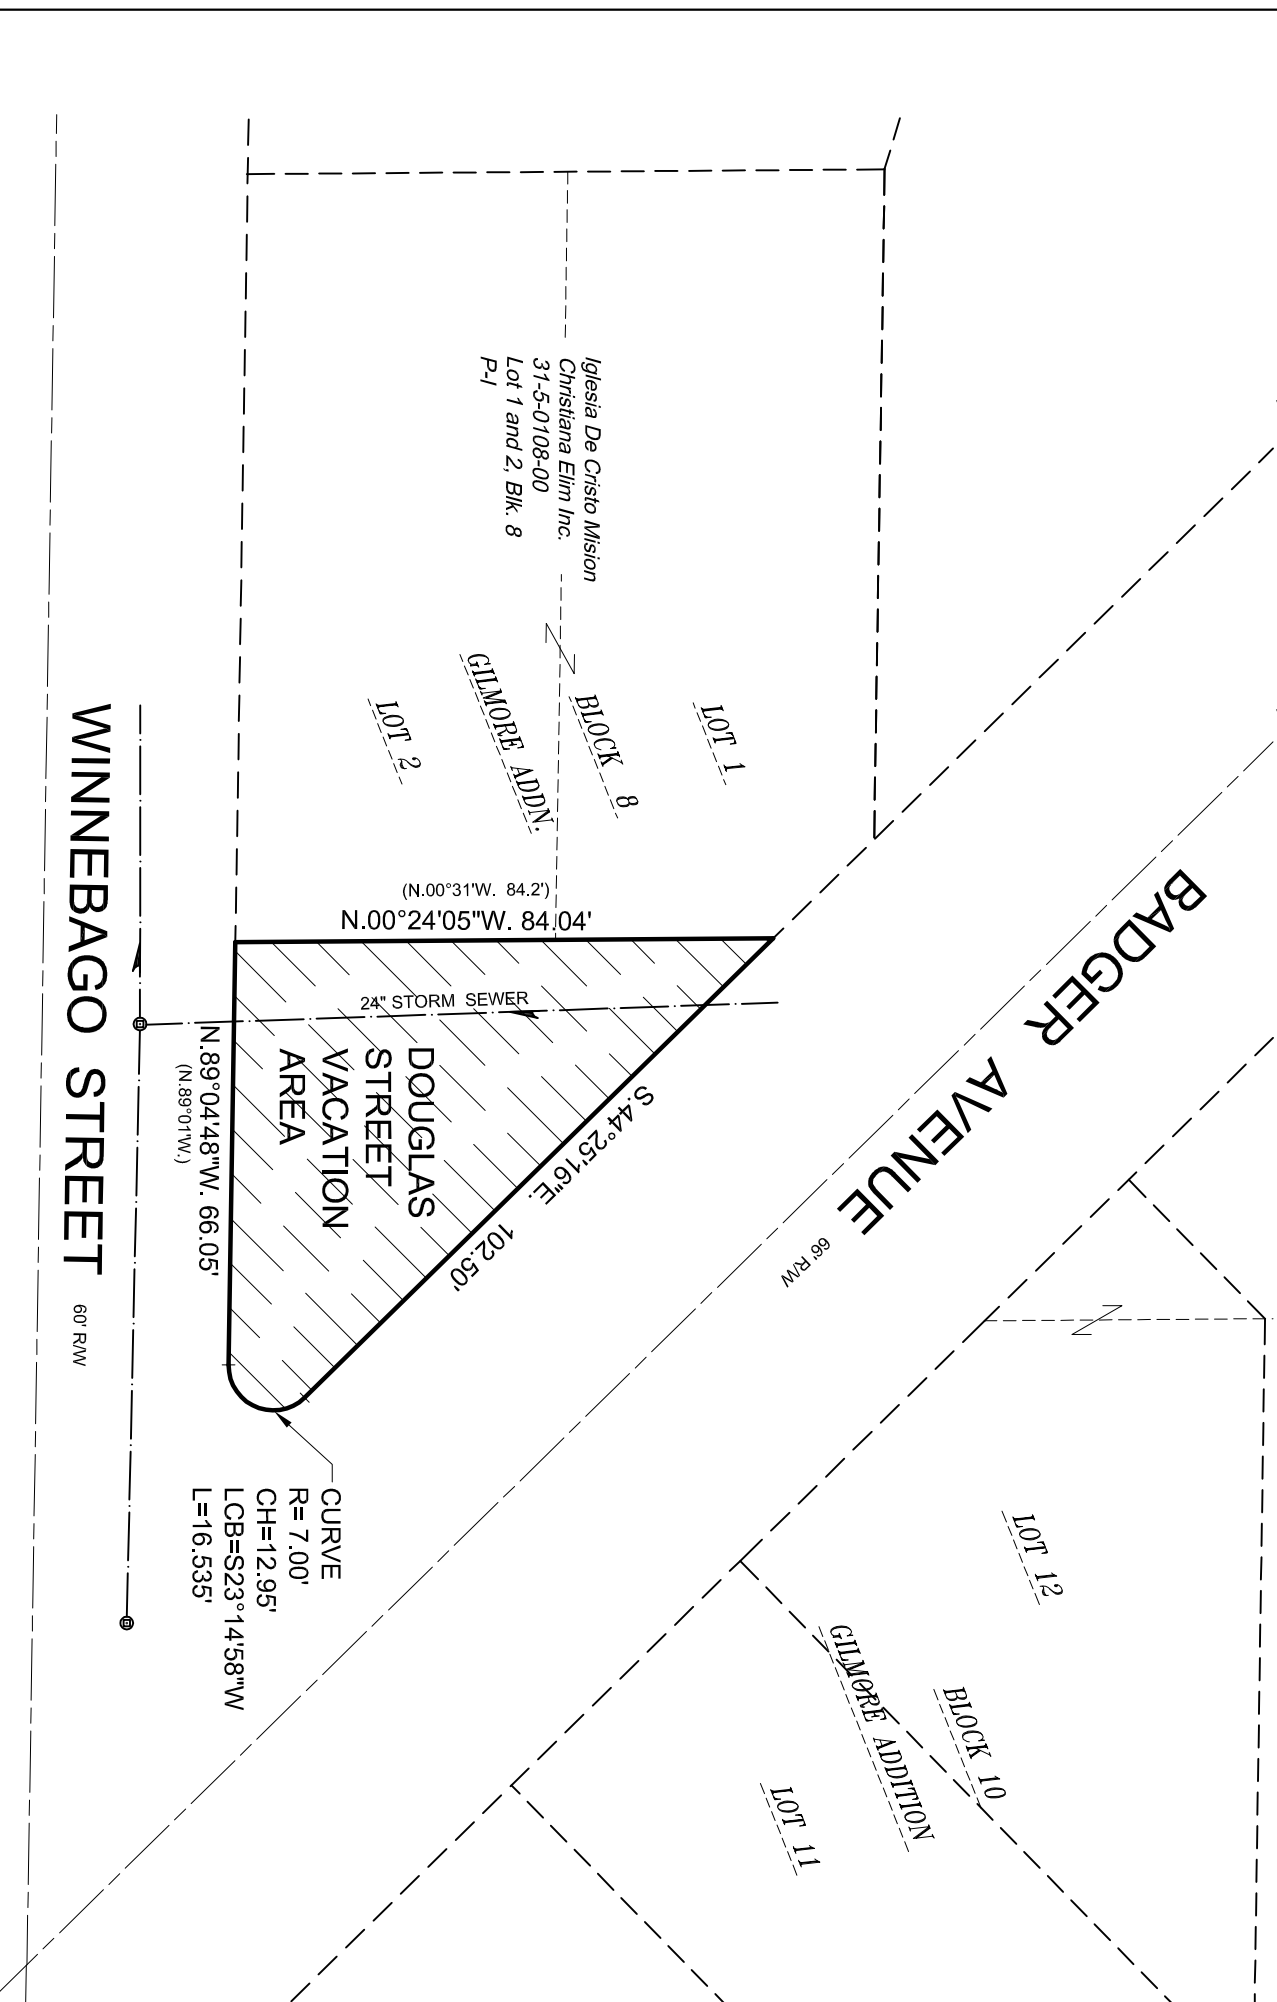 Iglesia De Cristo Mision
Christiana Elim Inc.
31-5-0108-00
Lot 1 and 2, Blk. 8
P-I
LOT 1
BLOCK 8
GILMORE ADDN.
LOT 2
(N.00°31'W. 84.2')
N.00°24'05"W. 84.04'
24" STORM SEWER
DOUGLAS
STREET
VACATION
AREA
S.44°25'16"E. 102.50'
N.89°04'48"W. 66.05'
(N.89°01'W.)
BADGER AVENUE
66' R/W
WINNEBAGO STREET
60' R/W
CURVE
R= 7.00'
CH=12.95'
LCB=S23°14'58"W
L=16.535'
LOT 12
BLOCK 10
GILMORE ADDITION
LOT 11